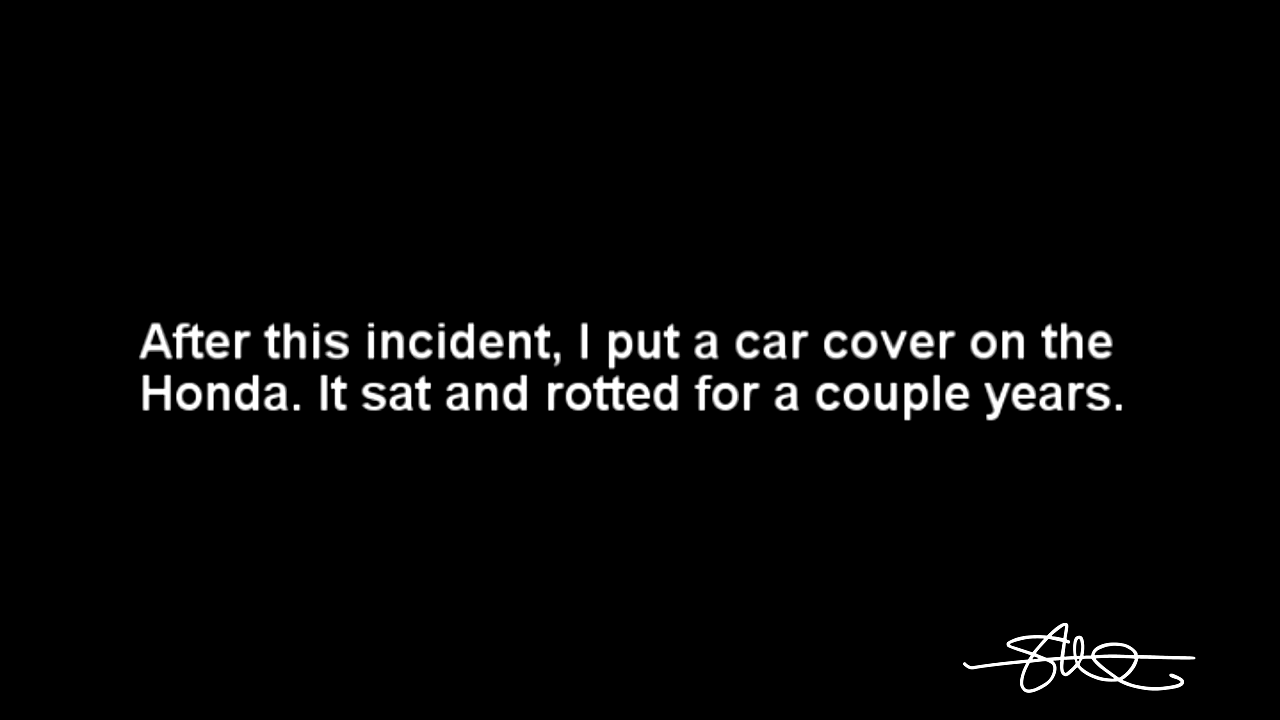 After this incident, I put a car cover on the
Honda. It sat and rotted for a couple years.